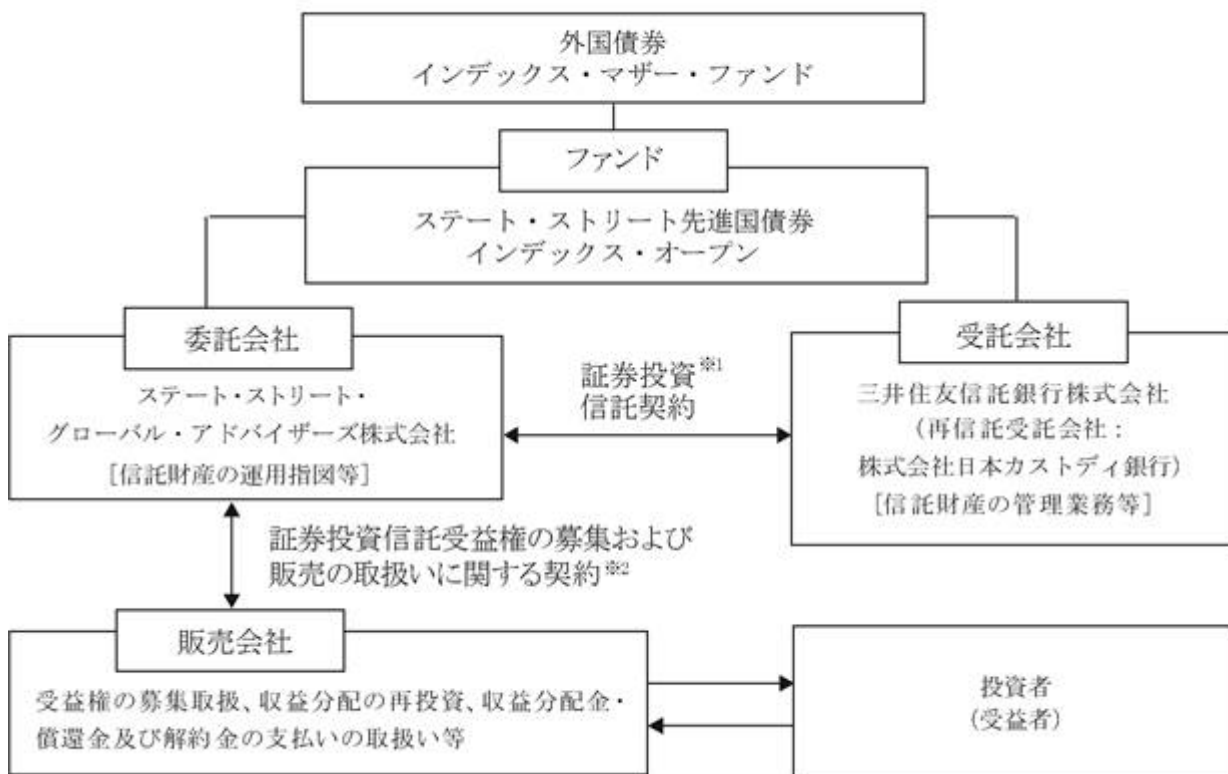 外国債券
インデックス・マザー・ファンド
ファンド
ステート・ストリート先進国債券
インデックス・オープン
委託会社
ステート・ストリート・
グローバル・アドバイザーズ株式会社
[信託財産の運用指図等]
証券投資※1
信託契約
受託会社
三井住友信託銀行株式会社
(再信託受託会社:
株式会社日本カストディ銀行)
[信託財産の管理業務等]
証券投資信託受益権の募集および
販売の取扱いに関する契約※2
販売会社
受益権の募集取扱、収益分配の再投資、収益分配金・
償還金及び解約金の支払いの取扱い等
投資者
(受益者)